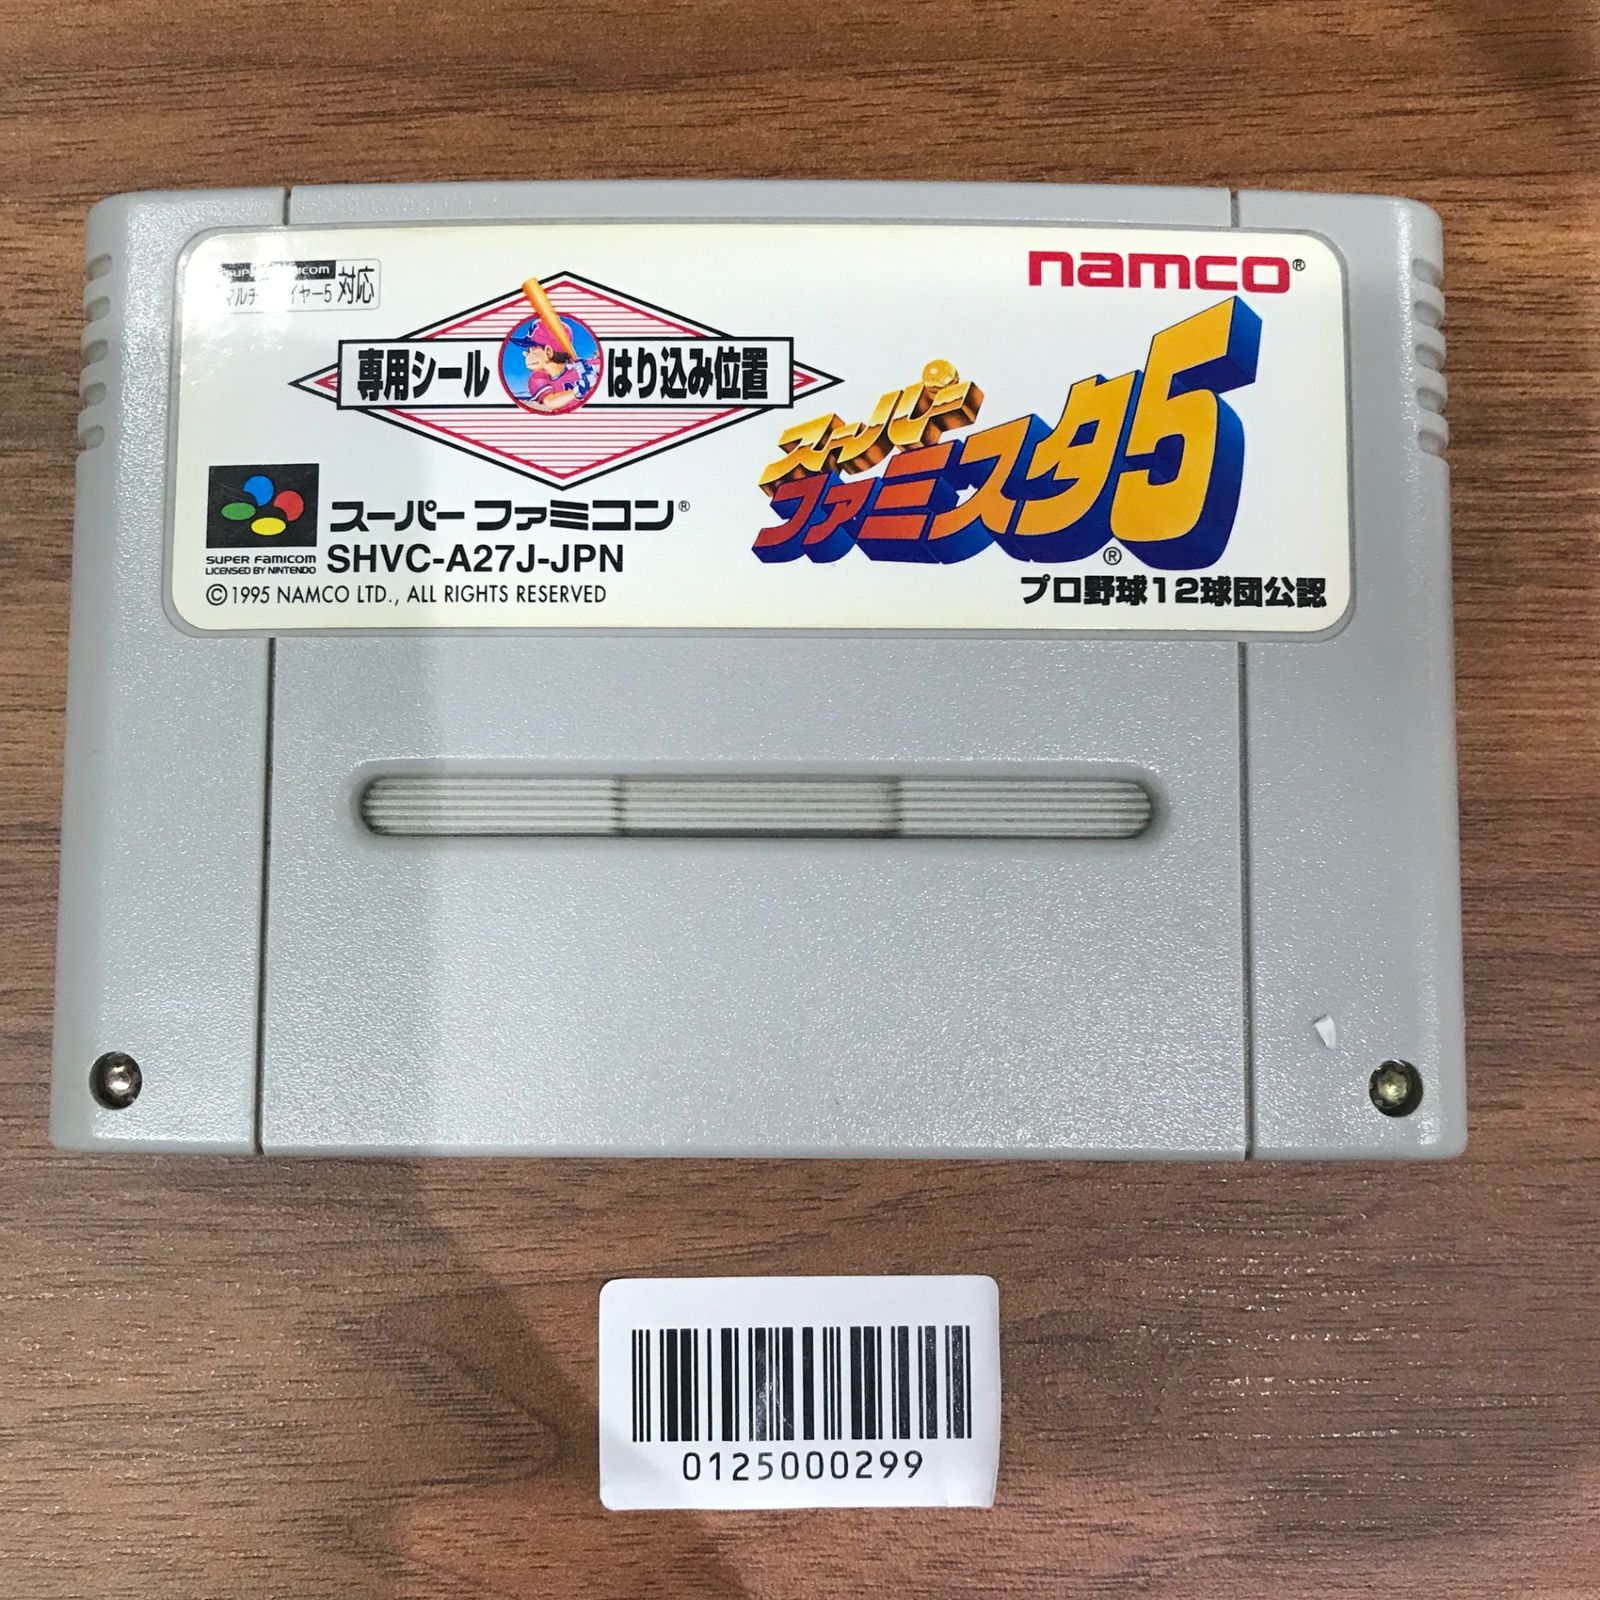 namco®
対応
専用シール はり込み位置
スーパー
ファミスタ5
®
スーパーファミコン®
SUPER FAMICOM
LICENSED BY NINTENDO
SHVC-A27J-JPN
©1995 NAMCO LTD., ALL RIGHTS RESERVED
プロ野球12球団公認
0125000299